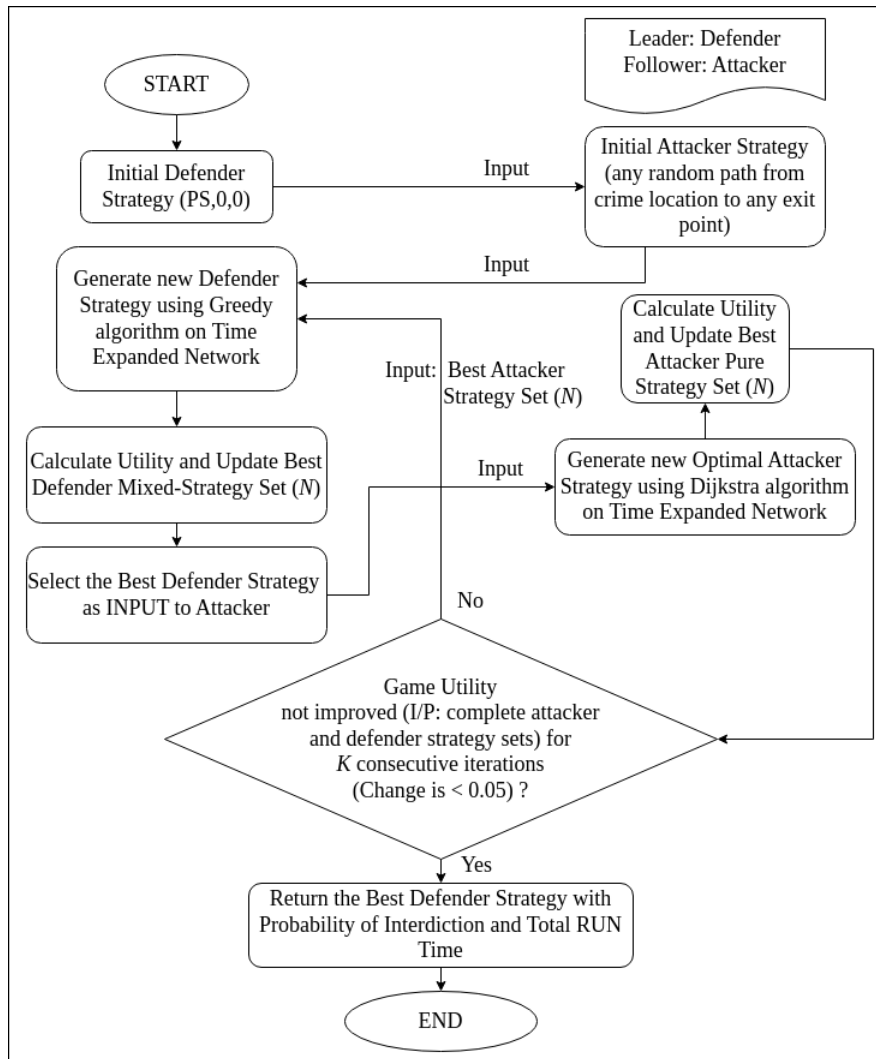 Leader: Defender
Follower: Attacker
START
Initial Defender
Strategy (PS,0,0)
Input
Initial Attacker Strategy
(any random path from
crime location to any exit
point)
Input
Generate new Defender
Strategy using Greedy
algorithm on Time
Expanded Network
Input: Best Attacker
Strategy Set (N)
Calculate Utility
and Update Best
Attacker Pure
Strategy Set (N)
Calculate Utility and Update Best
Defender Mixed-Strategy Set (N)
Input
Generate new Optimal Attacker
Strategy using Dijkstra algorithm
on Time Expanded Network
Select the Best Defender Strategy
as INPUT to Attacker
No
Game Utility
not improved (I/P: complete attacker
and defender strategy sets) for
K consecutive iterations
(Change is < 0.05) ?
Yes
Return the Best Defender Strategy with
Probability of Interdiction and Total RUN
Time
END